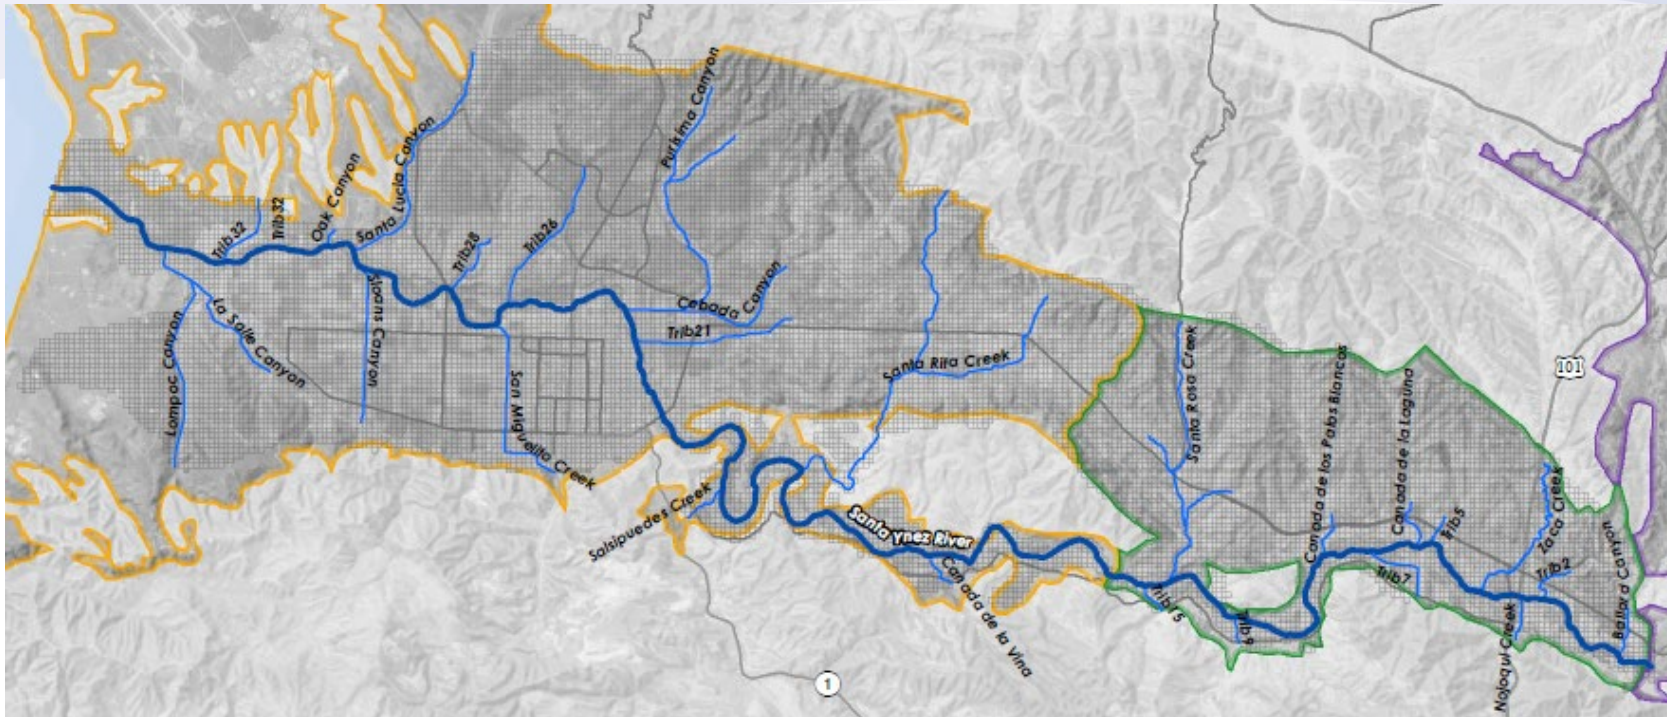 Purisima Canyon
Santa Lucia Canyon
Oak Canyon
Trib32
Trib32
Trib28
Trib26
Cebada Canyon
Trib21
La Salle Canyon
Lompoc Canyon
Sloans Canyon
San Miguelito Creek
Santa Rita Creek
Santa Rosa Creek
Canada de los Palos Blancos
Canada de la Laguna
101
Salsipuedes Creek
Santa Ynez River
Canada de la Vina
Trib15
Trib9
Trib7
Trib5
Zaca Creek
Trib2
Ballard Canyon
Nojoqui Creek
1